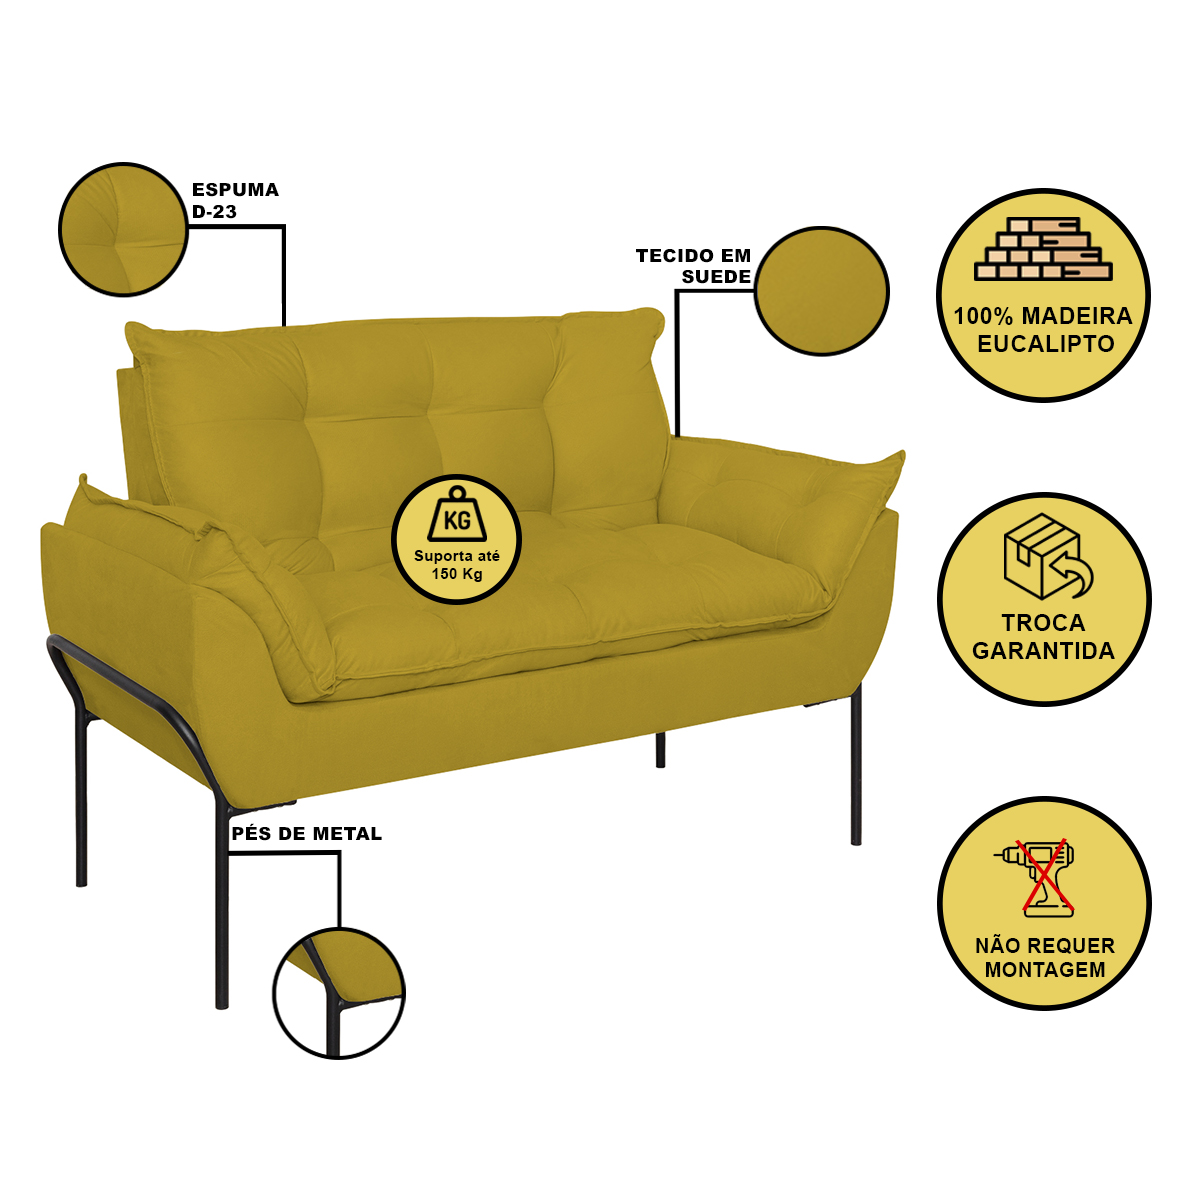 ESPUMA
D-23
TECIDO EM
SUEDE
100% MADEIRA
EUCALIPTO
KG
Suporta até
150 Kg
TROCA
GARANTIDA
PÉS DE METAL
NÃO REQUER
MONTAGEM